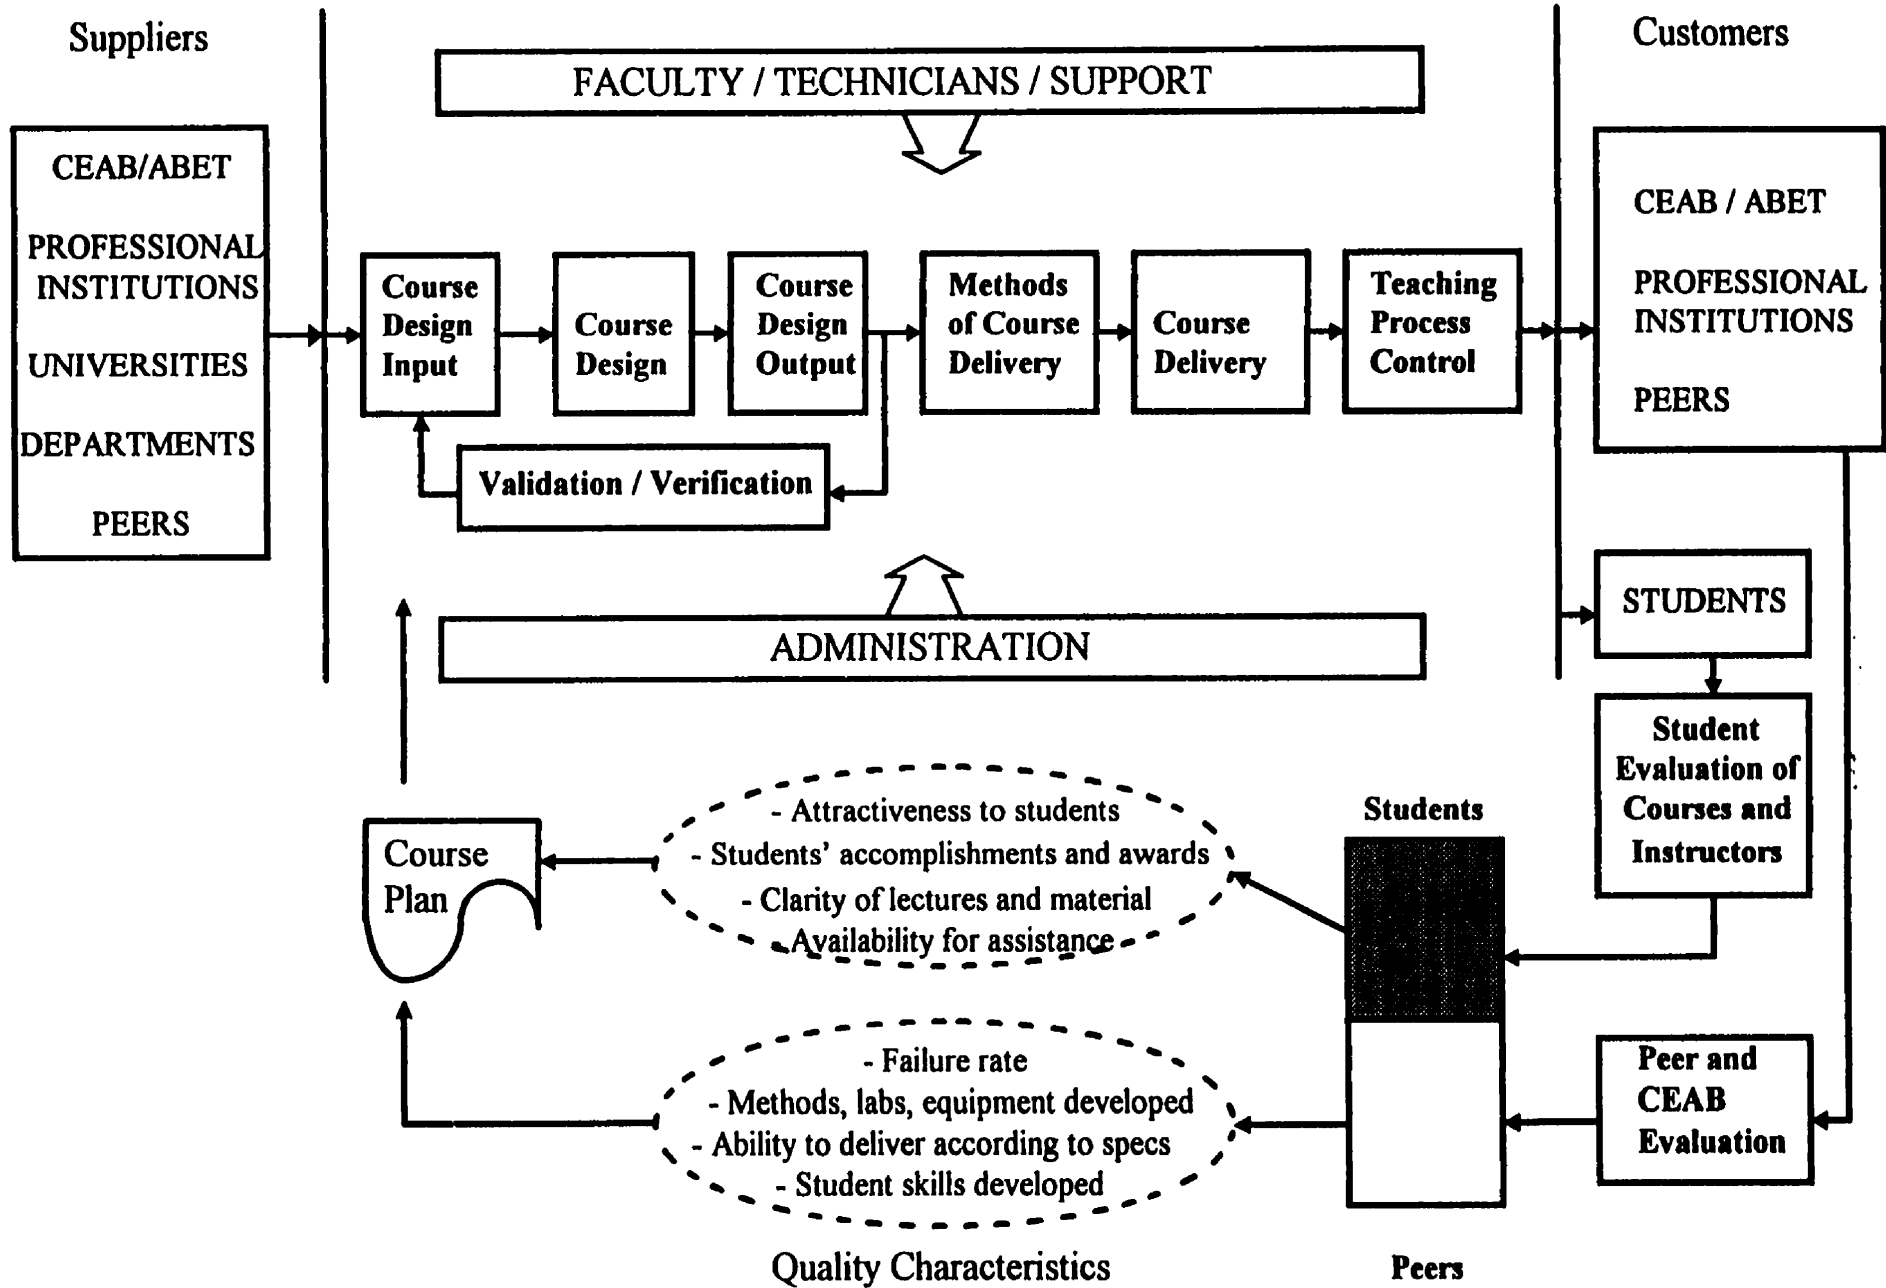 Suppliers
Customers
FACULTY / TECHNICIANS / SUPPORT
CEAB/ABET
PROFESSIONAL
INSTITUTIONS
UNIVERSITIES
DEPARTMENTS
PEERS
Course
Design
Input
Course
Design
Course
Design
Output
Methods
of Course
Delivery
Course
Delivery
Teaching
Process
Control
CEAB / ABET
PROFESSIONAL
INSTITUTIONS
PEERS
Validation / Verification
ADMINISTRATION
STUDENTS
Student
Evaluation of
Courses and
Instructors
Course
Plan
- Attractiveness to students
- Students' accomplishments and awards
- Clarity of lectures and material
- Availability for assistance
Students
- Failure rate
- Methods, labs, equipment developed
- Ability to deliver according to specs
- Student skills developed
Peer and
CEAB
Evaluation
Quality Characteristics
Peers